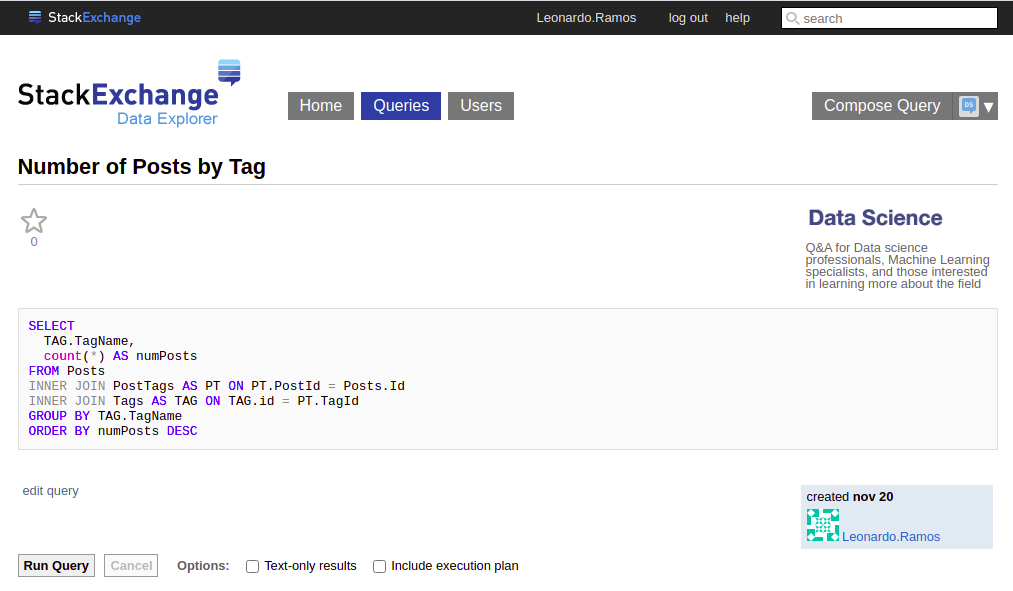 StackExchange Leonardo.Ramos log out help search
StackExchange
Data Explorer
Home Queries Users Compose Query DS ▼
Number of Posts by Tag
0
Data Science
Q&A for Data science
professionals, Machine Learning
specialists, and those interested
in learning more about the field
SELECT
  TAG.TagName,
  count(*) AS numPosts
FROM Posts
INNER JOIN PostTags AS PT ON PT.PostId = Posts.Id
INNER JOIN Tags AS TAG ON TAG.id = PT.TagId
GROUP BY TAG.TagName
ORDER BY numPosts DESC
edit query
created nov 20
Leonardo.Ramos
Run Query Cancel Options: Text-only results Include execution plan